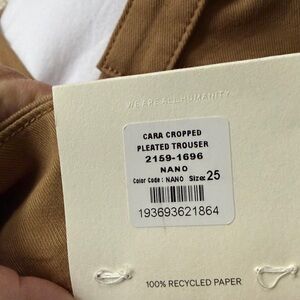 WE ARE ALL HUMANITY
CARA CROPPED
PLEATED TROUSER
2159-1696
NANO
Color Code: NANO Size: 25
193693621864
100% RECYCLED PAPER